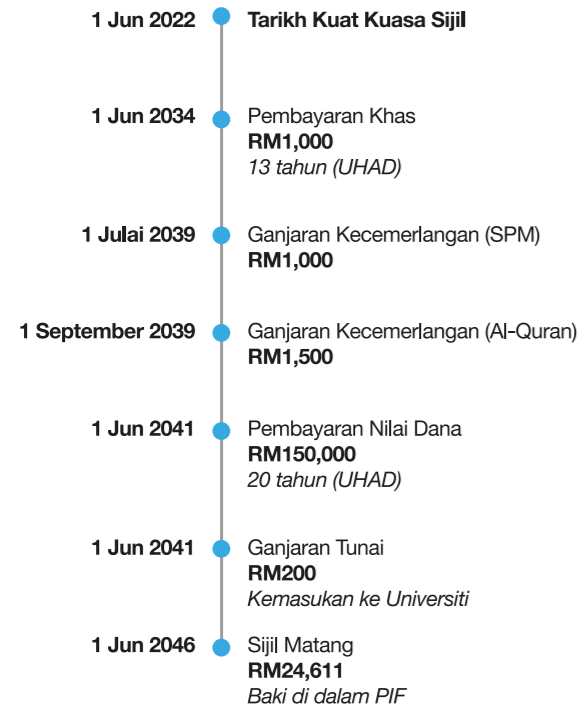 1 Jun 2022 Tarikh Kuat Kuasa Sijil
1 Jun 2034 Pembayaran Khas
RM1,000
13 tahun (UHAD)
1 Julai 2039 Ganjaran Kecemerlangan (SPM)
RM1,000
1 September 2039 Ganjaran Kecemerlangan (Al-Quran)
RM1,500
1 Jun 2041 Pembayaran Nilai Dana
RM150,000
20 tahun (UHAD)
1 Jun 2041 Ganjaran Tunai
RM200
Kemasukan ke Universiti
1 Jun 2046 Sijil Matang
RM24,611
Baki di dalam PIF